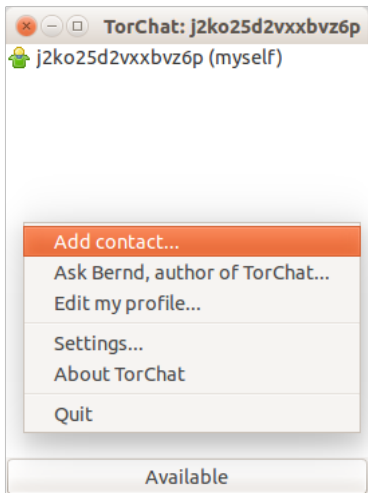 TorChat: j2ko25d2vxxbvz6p
j2ko25d2vxxbvz6p (myself)
Add contact...
Ask Bernd, author of TorChat...
Edit my profile...
Settings...
About TorChat
Quit
Available